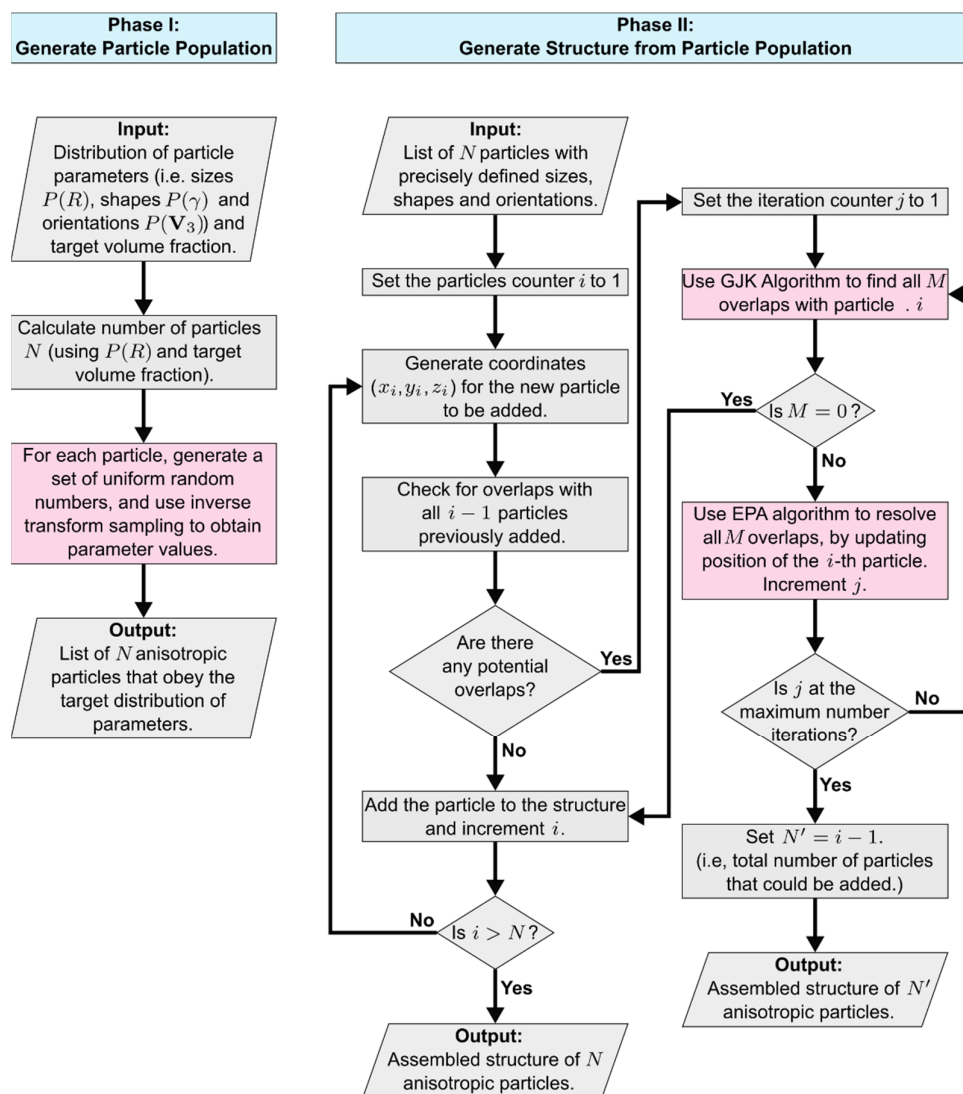 Phase I:
Generate Particle Population
Phase II:
Generate Structure from Particle Population
Input:
Distribution of particle
parameters (i.e. sizes
P(R), shapes P(γ) and
orientations P(V₃)) and
target volume fraction.
Calculate number of particles
N (using P(R) and target
volume fraction).
For each particle, generate a
set of uniform random
numbers, and use inverse
transform sampling to obtain
parameter values.
Output:
List of N anisotropic
particles that obey the
target distribution of
parameters.
Input:
List of N particles with
precisely defined sizes,
shapes and orientations.
Set the particles counter i to 1
Generate coordinates
(xᵢ, yᵢ, zᵢ) for the new particle
to be added.
Check for overlaps with
all i − 1 particles
previously added.
Are there
any potential
overlaps?
Yes
No
Add the particle to the structure
and increment i.
No
Is i > N?
Yes
Output:
Assembled structure of N
anisotropic particles.
Set the iteration counter j to 1
Use GJK Algorithm to find all M
overlaps with particle . i
Yes
Is M = 0?
No
Use EPA algorithm to resolve
all M overlaps, by updating
position of the i-th particle.
Increment j.
Is j at the
maximum number
iterations?
No
Yes
Set N′ = i − 1.
(i.e, total number of particles
that could be added.)
Output:
Assembled structure of N′
anisotropic particles.